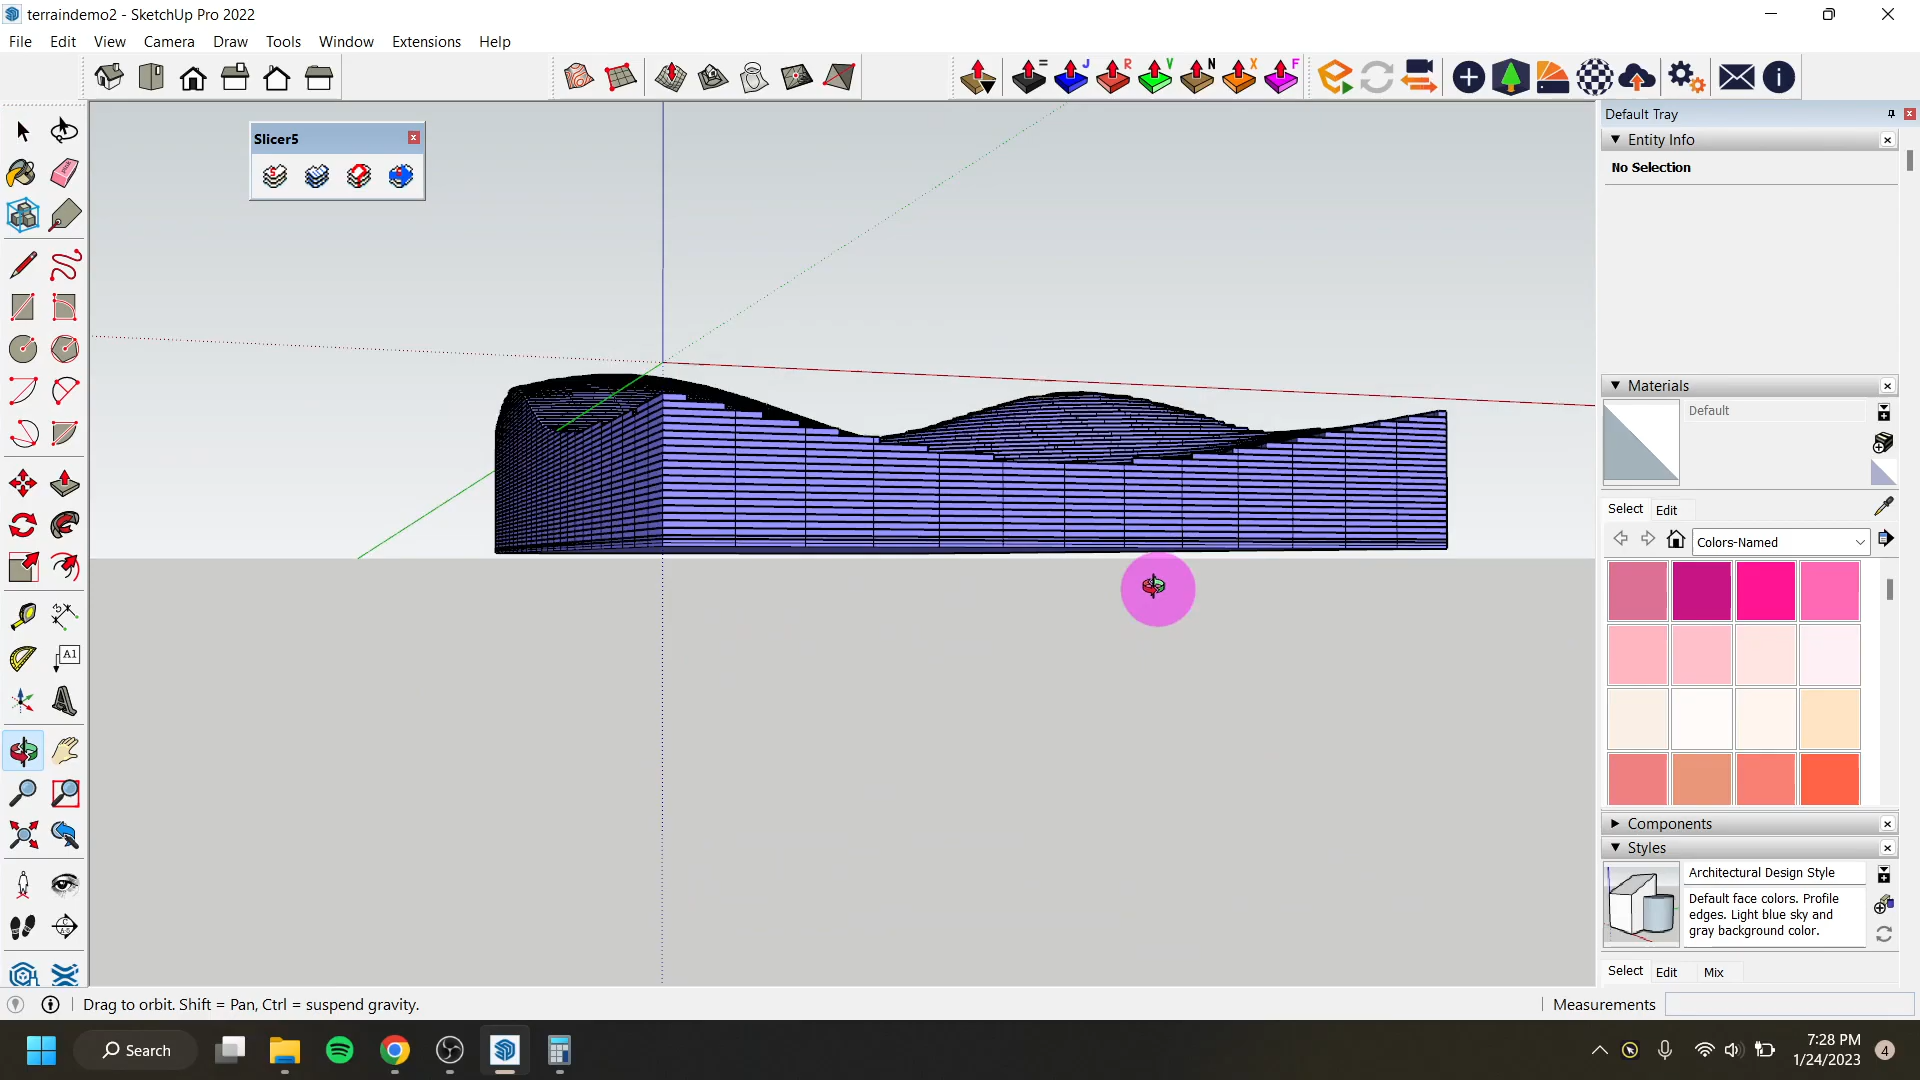 terraindemo2 - SketchUp Pro 2022
File Edit View Camera Draw Tools Window Extensions Help
= J R V N X F
Default Tray
Slicer5
Entity Info
No Selection
Materials
Default
Select Edit
Colors-Named
A1
Components
Styles
Architectural Design Style
Default face colors. Profile
edges. Light blue sky and
gray background color.
Select Edit Mix
Drag to orbit. Shift = Pan, Ctrl = suspend gravity.
Measurements
Search
7:28 PM
1/24/2023
4